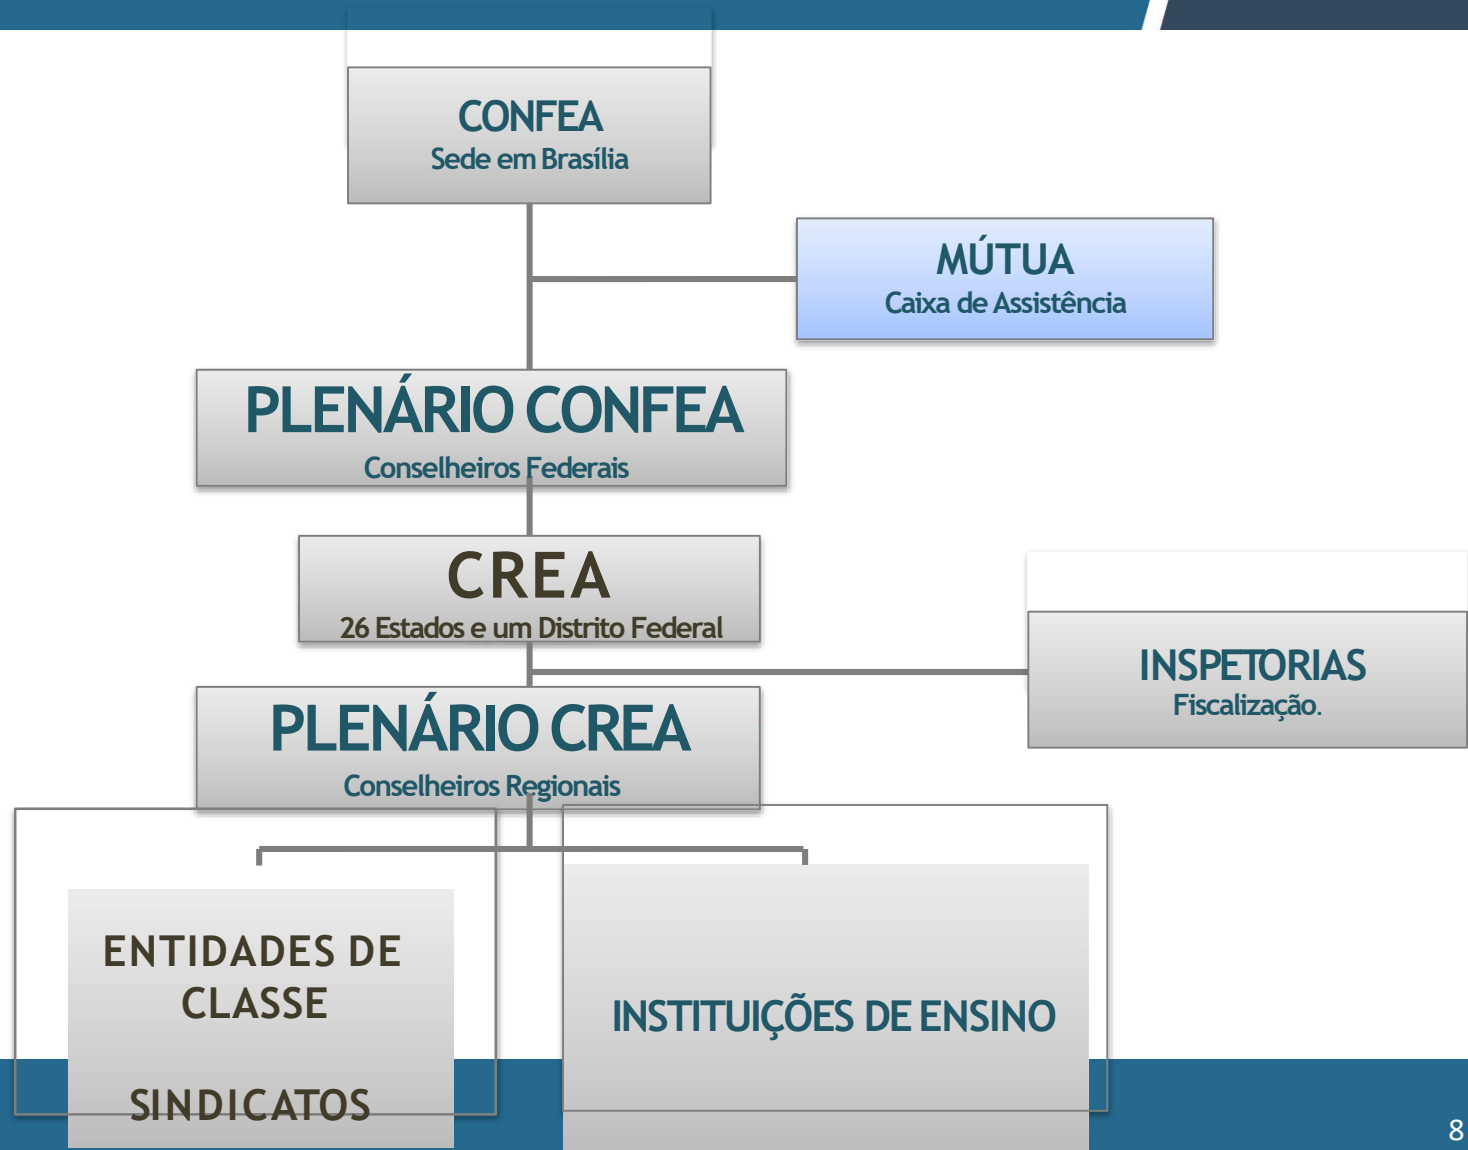 CONFEA
Sede em Brasília
MÚTUA
Caixa de Assistência
PLENÁRIO CONFEA
Conselheiros Federais
CREA
26 Estados e um Distrito Federal
INSPETORIAS
Fiscalização.
PLENÁRIO CREA
Conselheiros Regionais
ENTIDADES DE
CLASSE
SINDICATOS
INSTITUIÇÕES DE ENSINO
8